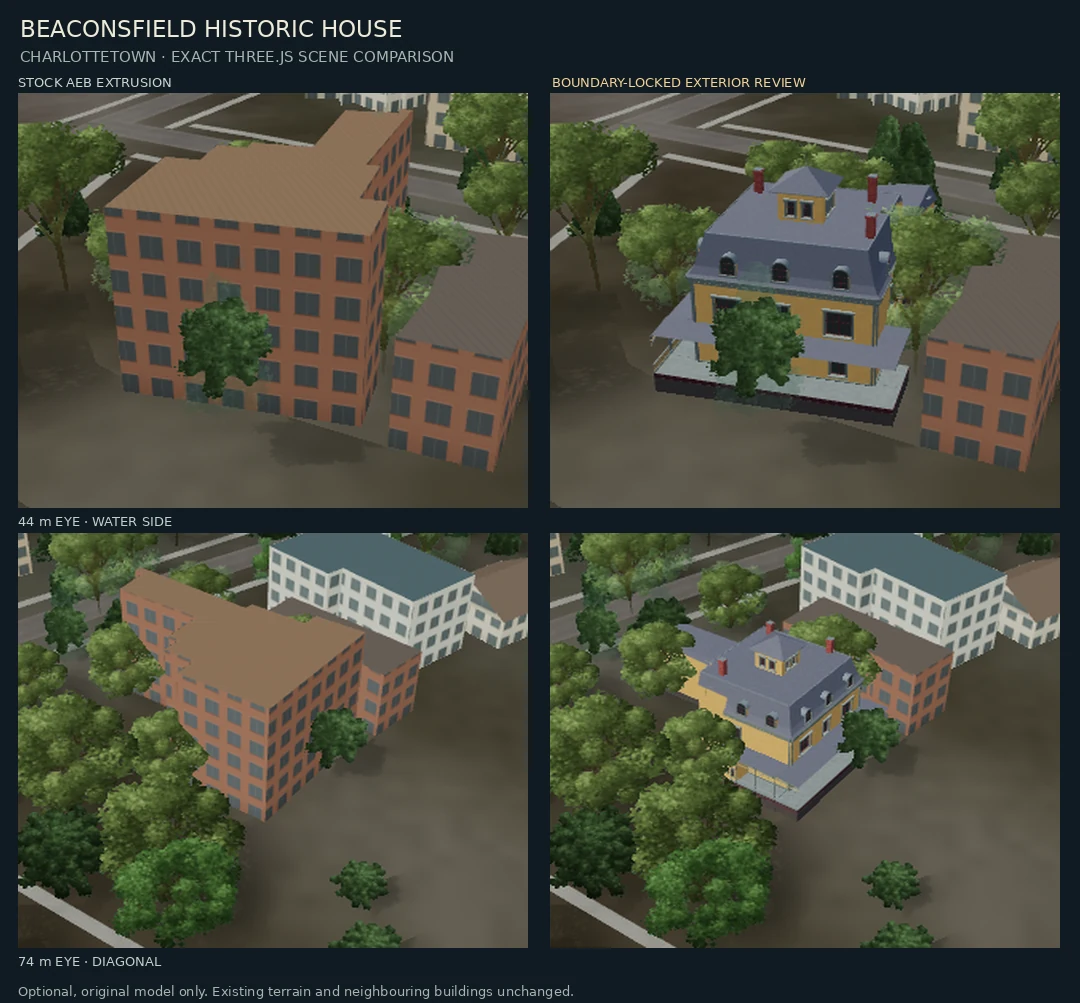 BEACONSFIELD HISTORIC HOUSE
CHARLOTTETOWN · EXACT THREE.JS SCENE COMPARISON
STOCK AEB EXTRUSION
BOUNDARY-LOCKED EXTERIOR REVIEW
44 m EYE · WATER SIDE
74 m EYE · DIAGONAL
Optional, original model only. Existing terrain and neighbouring buildings unchanged.